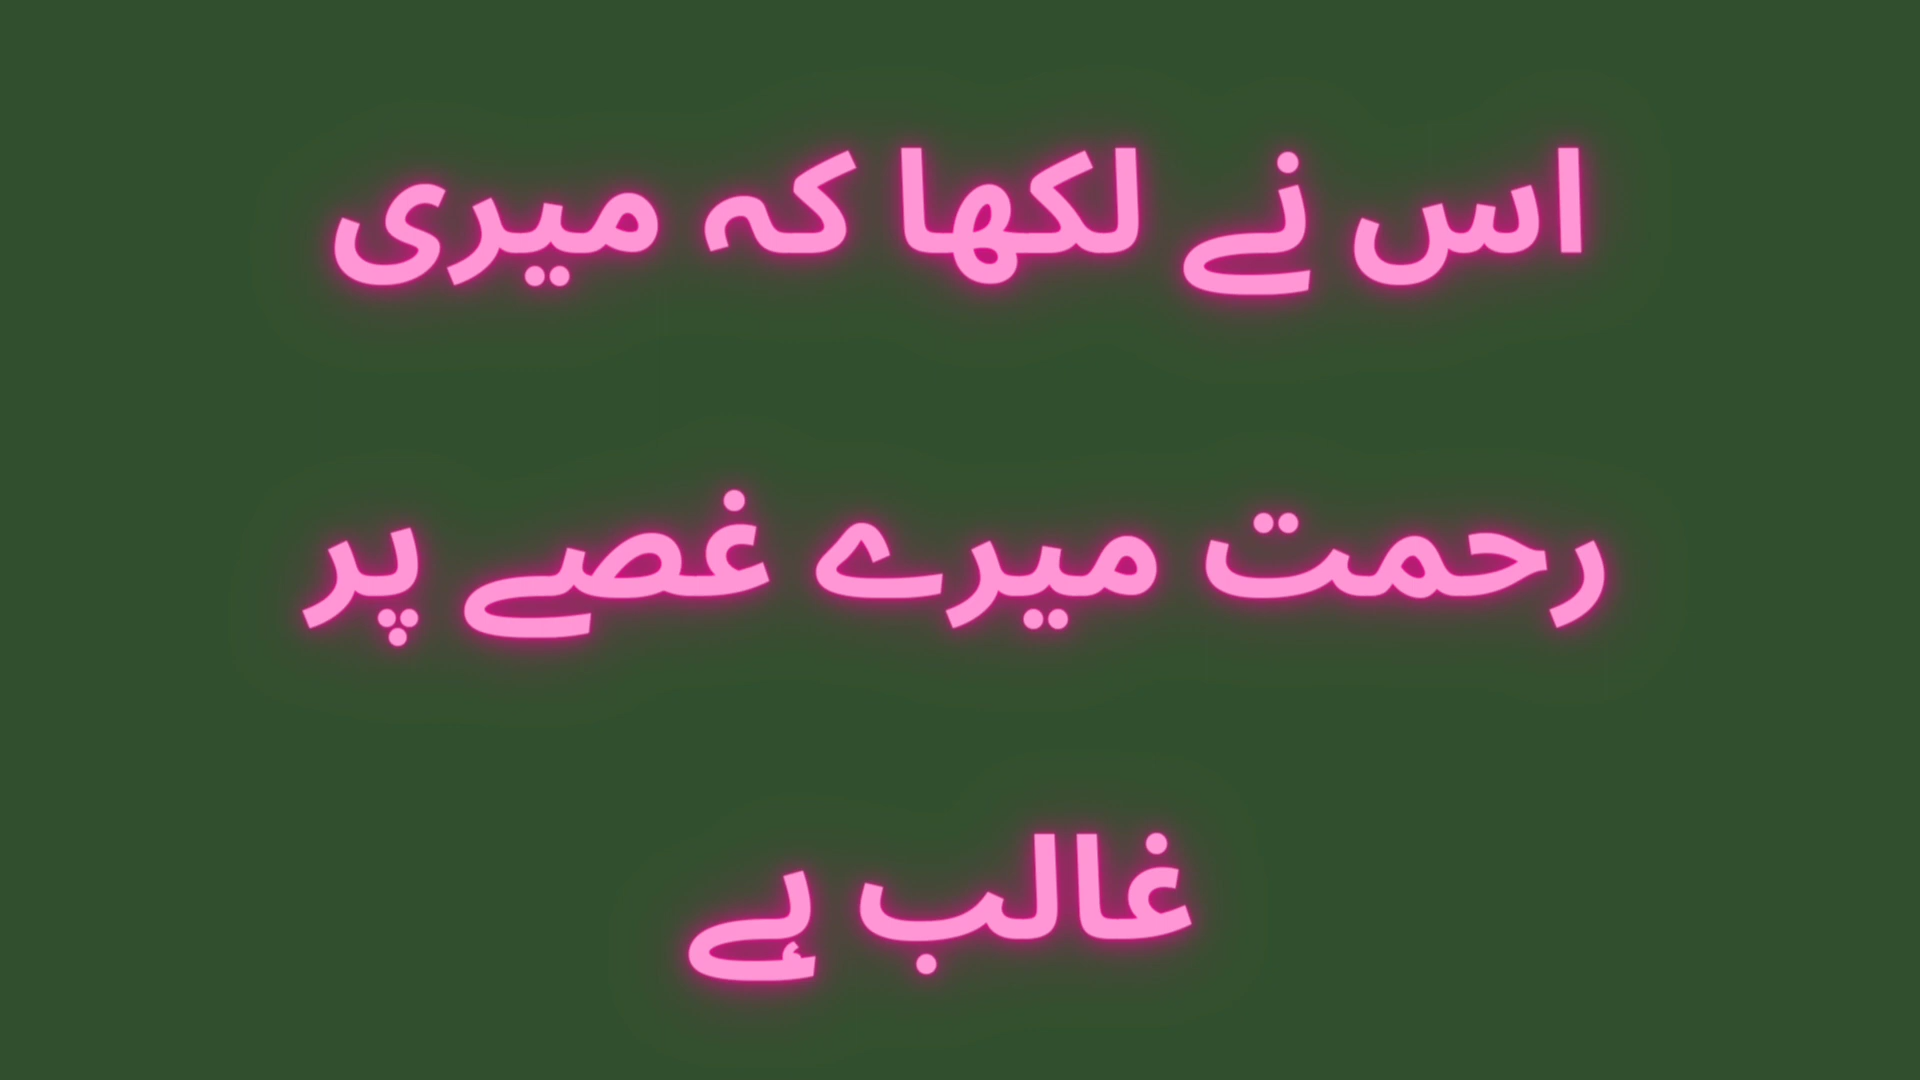 اس نے لکھا کہ میری
رحمت میرے غصے پر
غالب ہے